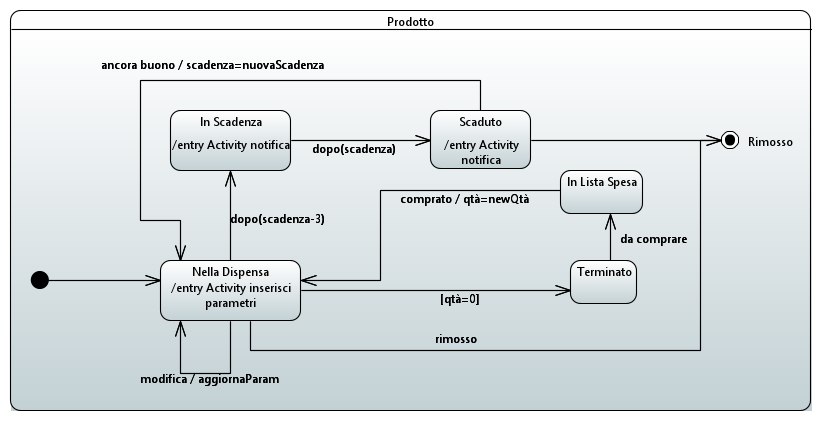 Prodotto
ancora buono / scadenza=nuovaScadenza
In Scadenza
/entry Activity notifica
dopo(scadenza)
Scaduto
/entry Activity
notifica
Rimosso
In Lista Spesa
comprato / qtà=newQtà
dopo(scadenza-3)
da comprare
Nella Dispensa
/entry Activity inserisci
parametri
Terminato
[qtà=0]
rimosso
modifica / aggiornaParam